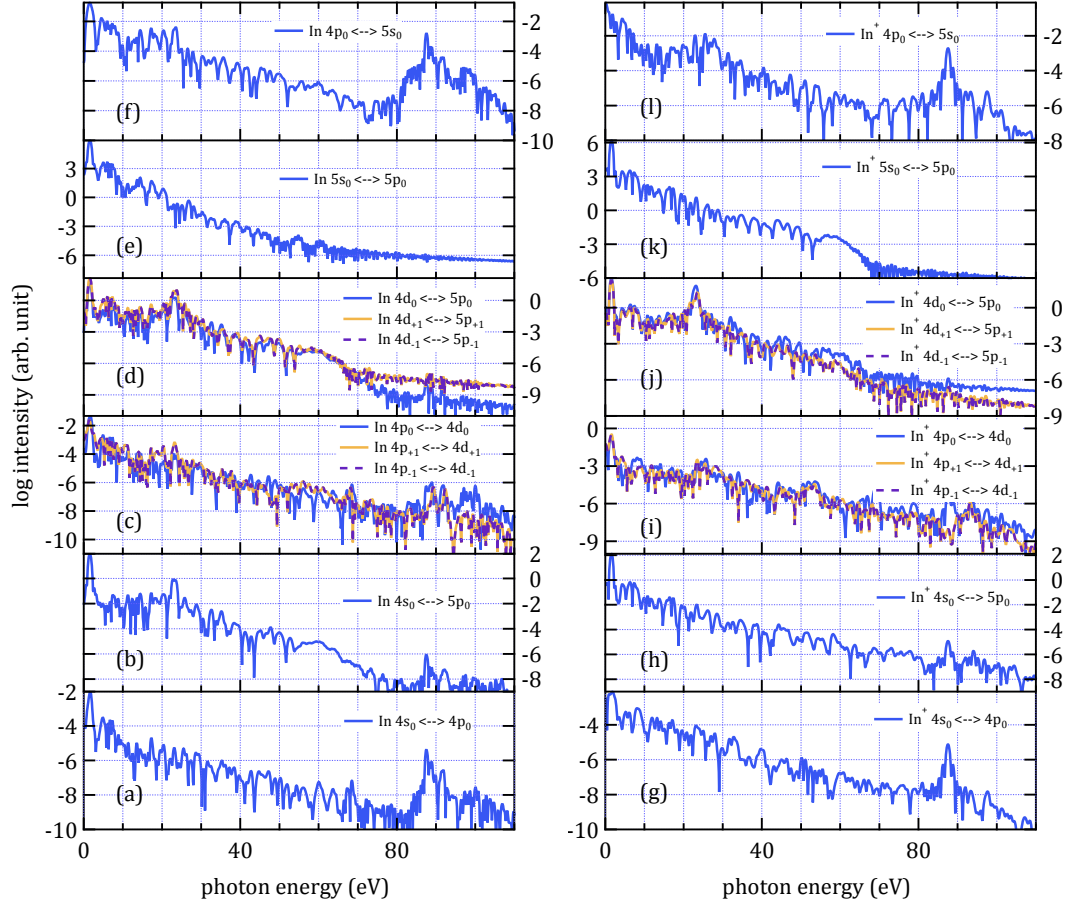 In 4p₀ <--> 5s₀
(f)
-2
-4
-6
-8
-10
In⁺ 4p₀ <--> 5s₀
(l)
-2
-4
-6
-8
In 5s₀ <--> 5p₀
(e)
3
0
-3
-6
In⁺ 5s₀ <--> 5p₀
(k)
6
3
0
-3
-6
In 4d₀ <--> 5p₀
In 4d₊₁ <--> 5p₊₁
In 4d₋₁ <--> 5p₋₁
(d)
0
-3
-6
-9
In⁺ 4d₀ <--> 5p₀
In⁺ 4d₊₁ <--> 5p₊₁
In⁺ 4d₋₁ <--> 5p₋₁
(j)
0
-3
-6
-9
log intensity (arb. unit)
In 4p₀ <--> 4d₀
In 4p₊₁ <--> 4d₊₁
In 4p₋₁ <--> 4d₋₁
(c)
-2
-4
-6
-8
-10
In⁺ 4p₀ <--> 4d₀
In⁺ 4p₊₁ <--> 4d₊₁
In⁺ 4p₋₁ <--> 4d₋₁
(i)
0
-3
-6
-9
In 4s₀ <--> 5p₀
(b)
2
0
-2
-4
-6
-8
In⁺ 4s₀ <--> 5p₀
(h)
2
0
-2
-4
-6
-8
In 4s₀ <--> 4p₀
(a)
-2
-4
-6
-8
-10
In⁺ 4s₀ <--> 4p₀
(g)
-4
-6
-8
-10
0 40 80
photon energy (eV)
0 40 80
photon energy (eV)